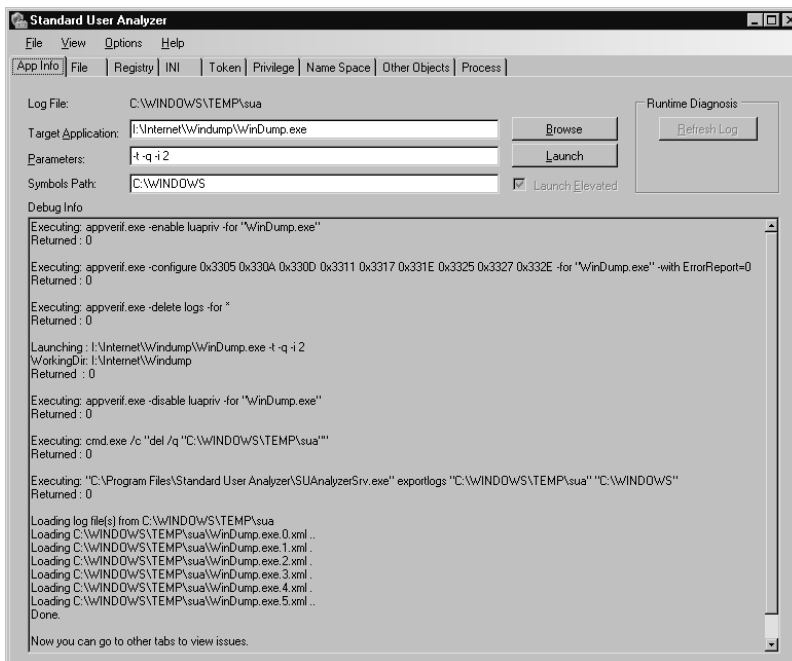 Standard User Analyzer
File View Options Help
App Info File Registry INI Token Privilege Name Space Other Objects Process
Log File: C:\WINDOWS\TEMP\sua
Runtime Diagnosis
Target Application: I:\Internet\Windump\WinDump.exe Browse Refresh Log
Parameters: -t -q -i 2 Launch
Symbols Path: C:\WINDOWS Launch Elevated
Debug Info
Executing: appverif.exe -enable luapriv -for "WinDump.exe"
Returned : 0
Executing: appverif.exe -configure 0x3305 0x330A 0x330D 0x3311 0x3317 0x331E 0x3325 0x3327 0x332E -for "WinDump.exe" -with ErrorReport=0
Returned : 0
Executing: appverif.exe -delete logs -for *
Returned : 0
Launching : I:\Internet\Windump\WinDump.exe -t -q -i 2
WorkingDir: I:\Internet\Windump
Returned : 0
Executing: appverif.exe -disable luapriv -for "WinDump.exe"
Returned : 0
Executing: cmd.exe /c "del /q "C:\WINDOWS\TEMP\sua""
Returned : 0
Executing: "C:\Program Files\Standard User Analyzer\SUAnalyzerSrv.exe" exportlogs "C:\WINDOWS\TEMP\sua" "C:\WINDOWS"
Returned : 0
Loading log file(s) from C:\WINDOWS\TEMP\sua
Loading C:\WINDOWS\TEMP\sua\WinDump.exe.0.xml ..
Loading C:\WINDOWS\TEMP\sua\WinDump.exe.1.xml .
Loading C:\WINDOWS\TEMP\sua\WinDump.exe.2.xml .
Loading C:\WINDOWS\TEMP\sua\WinDump.exe.3.xml .
Loading C:\WINDOWS\TEMP\sua\WinDump.exe.4.xml .
Loading C:\WINDOWS\TEMP\sua\WinDump.exe.5.xml ..
Done.
Now you can go to other tabs to view issues.